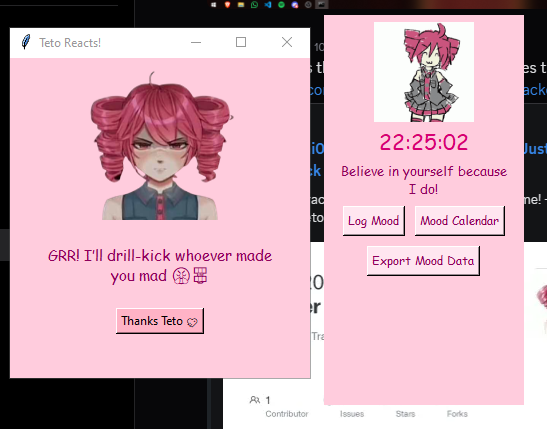 Teto Reacts!
GRR! I'll drill-kick whoever made
you mad
Thanks Teto
22:25:02
Believe in yourself because
I do!
Log Mood
Mood Calendar
Export Mood Data
1
Contributor
Issues
Stars
Forks